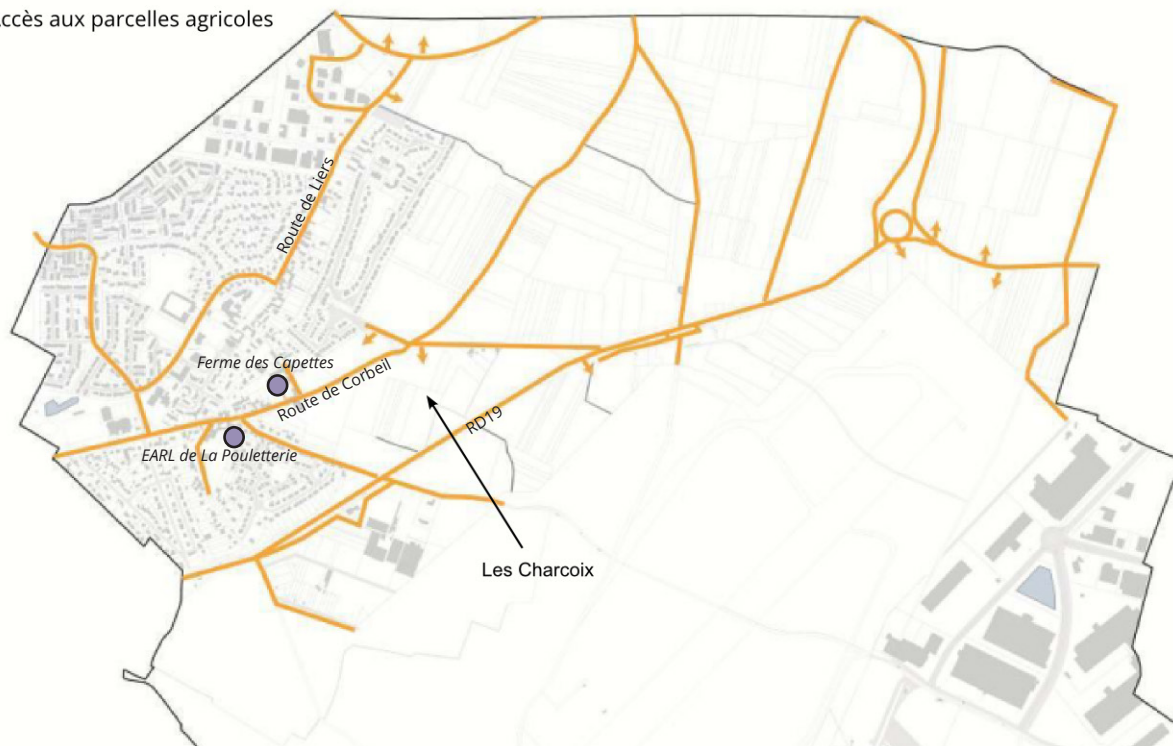 ccès aux parcelles agricoles
Route de Liers
Ferme des Capettes
Route de Corbeil
RD19
EARL de La Pouletterie
Les Charcoix